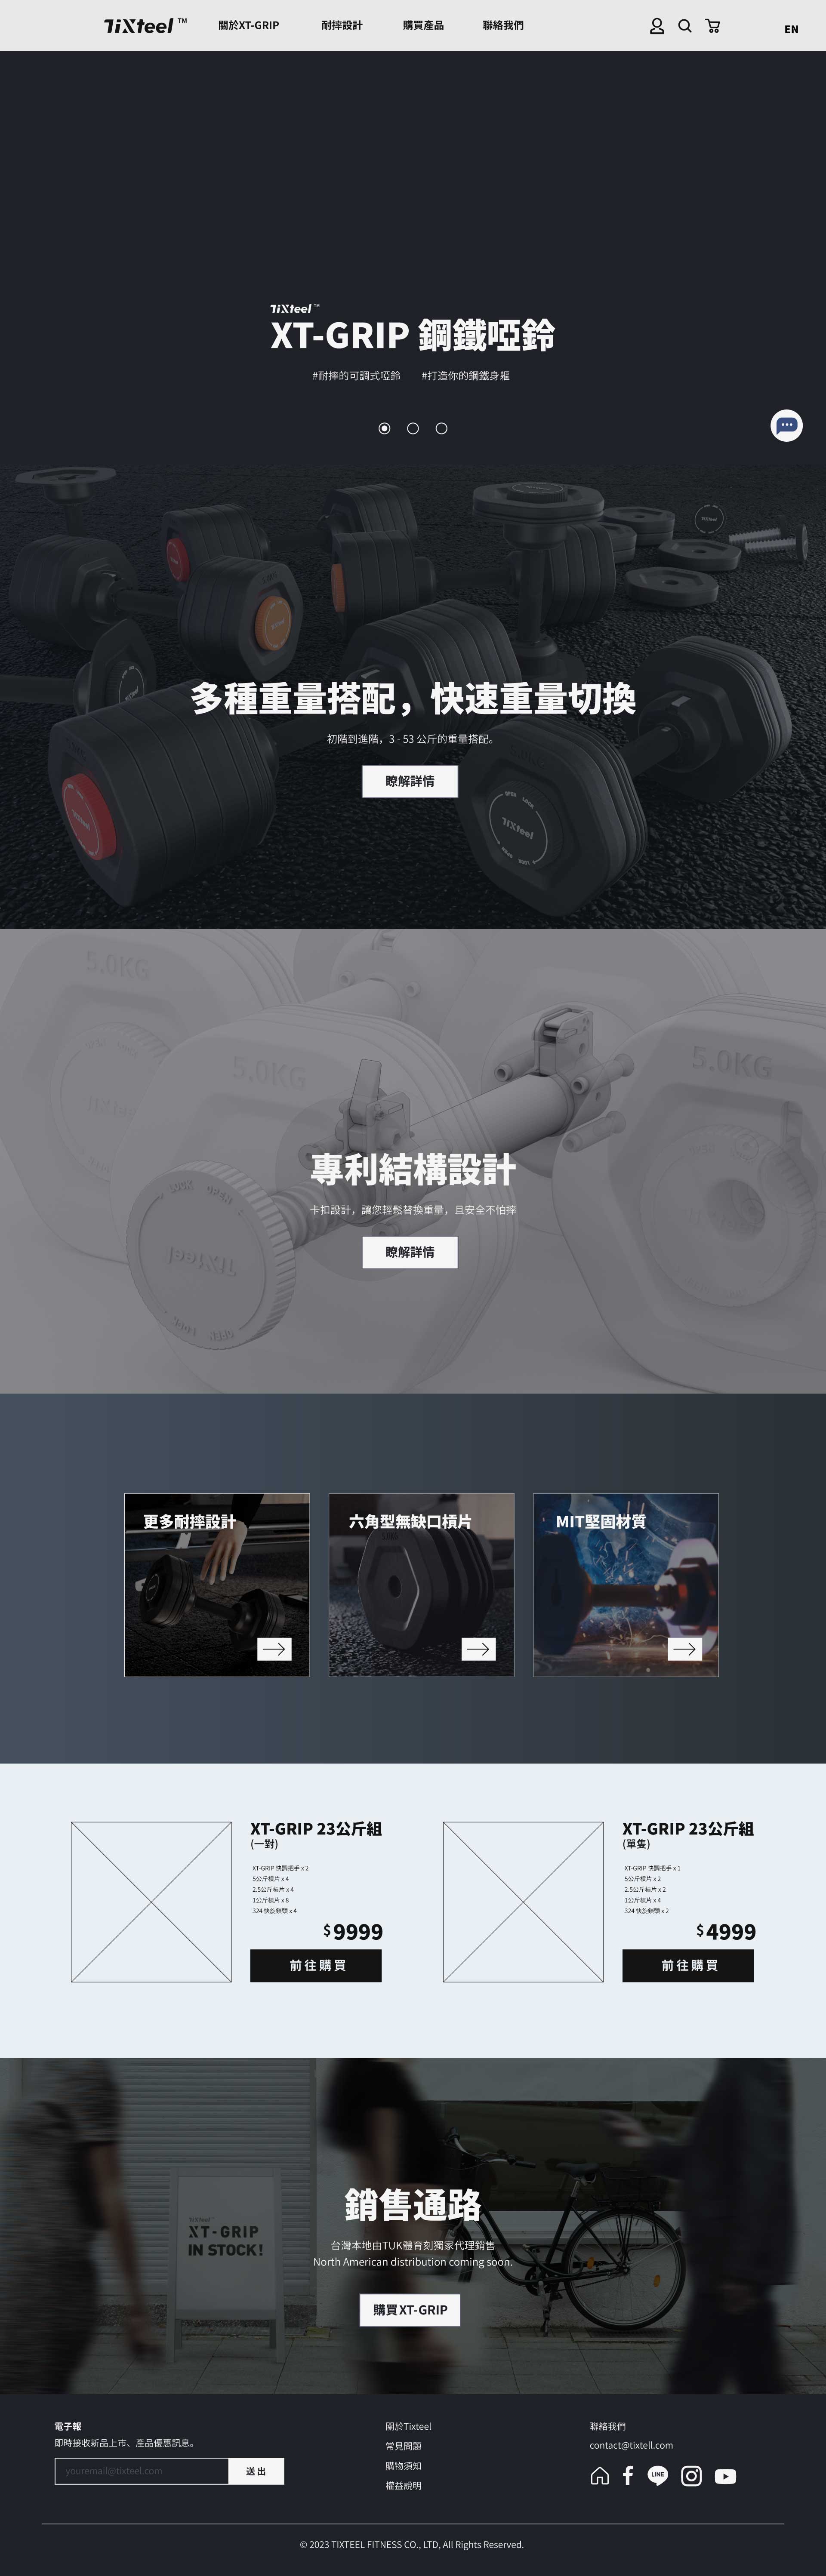 TiXteel TM
關於XT-GRIP
耐摔設計
購買產品
聯絡我們
EN
TiXteel TM
XT-GRIP 鋼鐵啞鈴
#耐摔的可調式啞鈴 #打造你的鋼鐵身軀
TiXteel
多種重量搭配，快速重量切換
初階到進階，3 - 53 公斤的重量搭配。
瞭解詳情
TiXteel
5.0KG
5.0KG
5.0KG
專利結構設計
卡扣設計，讓您輕鬆替換重量，且安全不怕摔
瞭解詳情
LOCK OPEN
TiXteel
OPEN LOCK
更多耐摔設計
六角型無缺口槓片
MIT堅固材質
XT-GRIP 23公斤組
(一對)
XT-GRIP 快調把手 x 2
5公斤槓片 x 4
2.5公斤槓片 x 4
1公斤槓片 x 8
324 快旋鎖頭 x 4
$9999
前往購買
XT-GRIP 23公斤組
(單隻)
XT-GRIP 快調把手 x 1
5公斤槓片 x 2
2.5公斤槓片 x 2
1公斤槓片 x 4
324 快旋鎖頭 x 2
$4999
前往購買
銷售通路
台灣本地由TUK體育刻獨家代理銷售
North American distribution coming soon.
購買XT-GRIP
TiXteel
XT-GRIP
IN STOCK!
電子報
即時接收新品上市、產品優惠訊息。
youremail@tixteel.com
送出
關於Tixteel
常見問題
購物須知
權益說明
聯絡我們
contact@tixtell.com
LINE
© 2023 TIXTEEL FITNESS CO., LTD, All Rights Reserved.